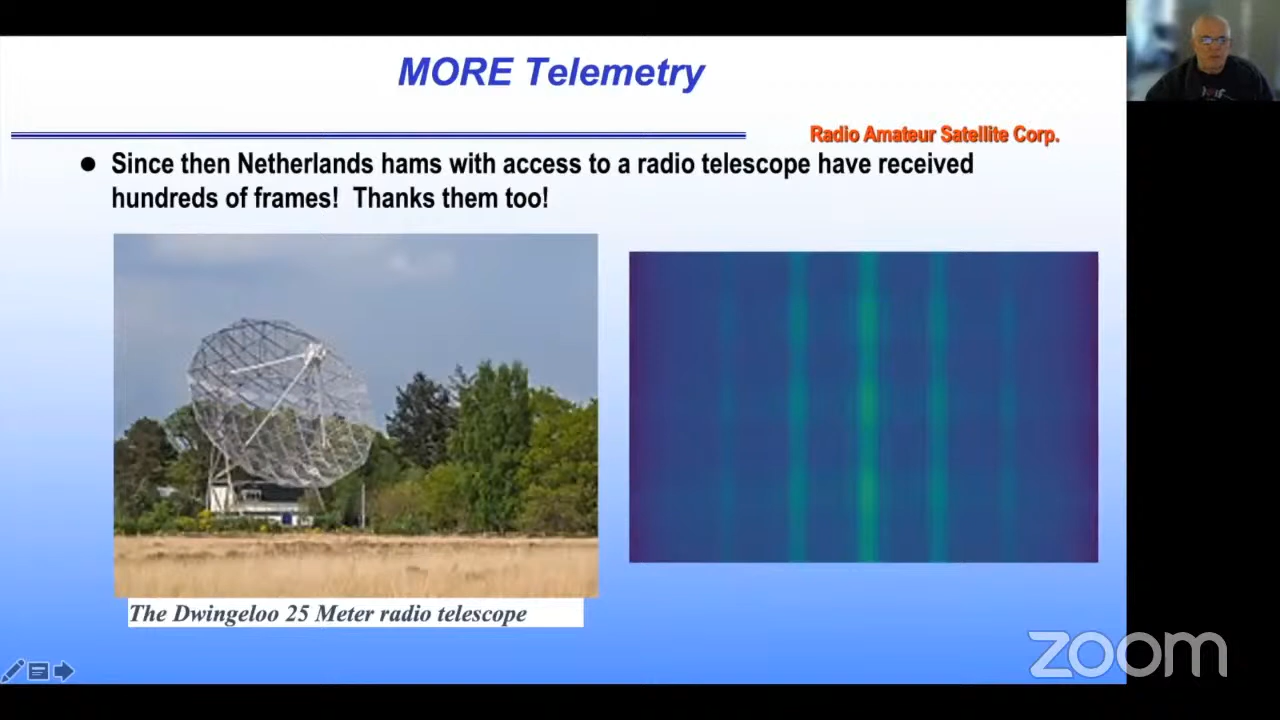 MORE Telemetry
Radio Amateur Satellite Corp.
Since then Netherlands hams with access to a radio telescope have received
hundreds of frames! Thanks them too!
The Dwingeloo 25 Meter radio telescope
zoom